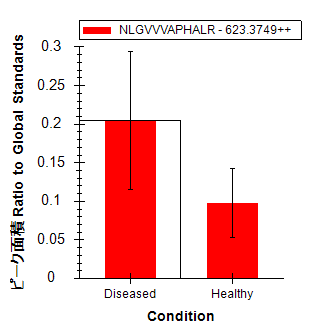 NLGVVVAPHALR - 623.3749++
ピーク面積 Ratio to Global Standards
0.3
0.25
0.2
0.15
0.1
0.05
0
Diseased Healthy
Condition